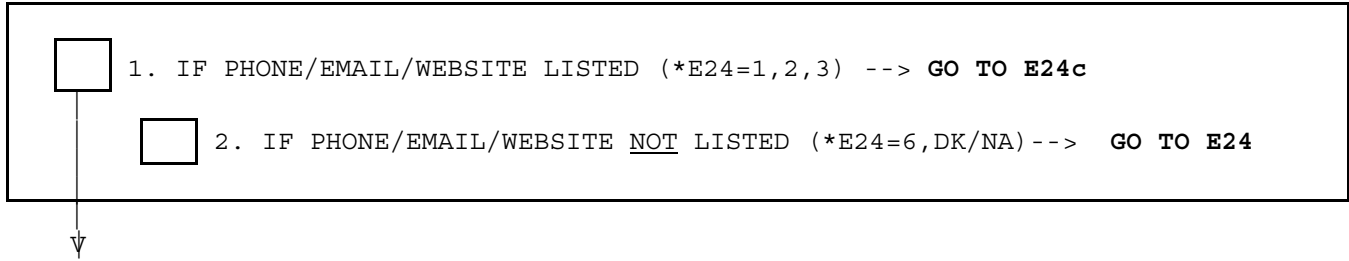 1. IF PHONE/EMAIL/WEBSITE LISTED (*E24=1,2,3) --> GO TO E24c
2. IF PHONE/EMAIL/WEBSITE NOT LISTED (*E24=6,DK/NA)--> GO TO E24